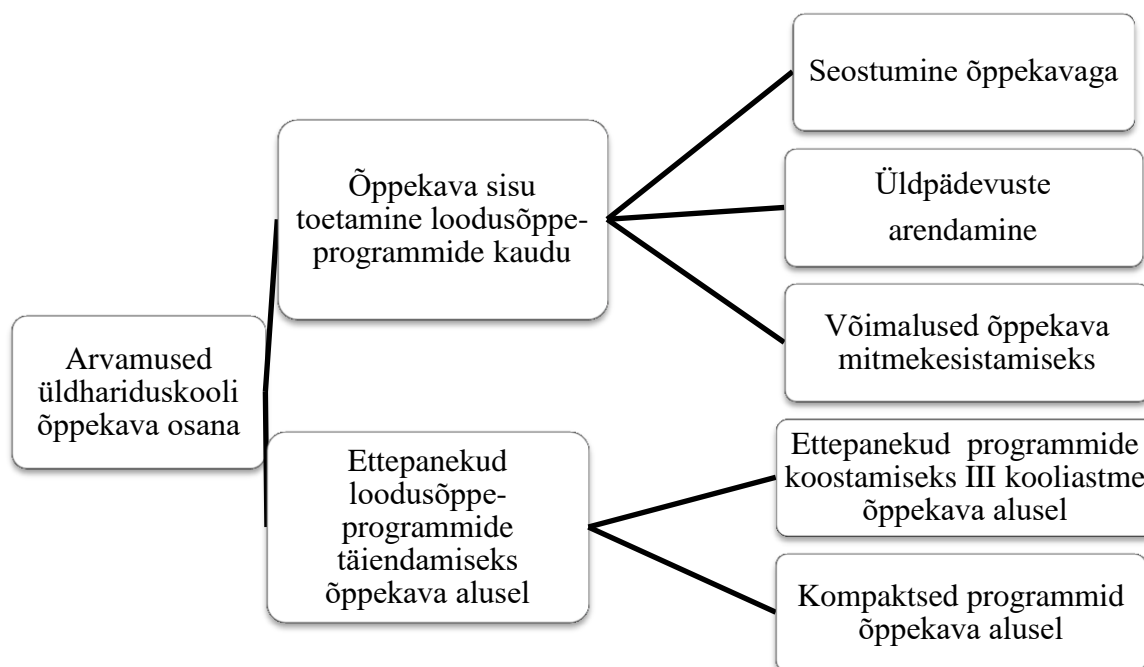 Arvamused
üldhariduskooli
õppekava osana
Õppekava sisu
toetamine loodusõppe-
programmide kaudu
Seostumine õppekavaga
Üldpädevuste
arendamine
Võimalused õppekava
mitmekesistamiseks
Ettepanekud
loodusõppe-
programmide
täiendamiseks
õppekava alusel
Ettepanekud programmide
koostamiseks III kooliastme
õppekava alusel
Kompaktsed programmid
õppekava alusel